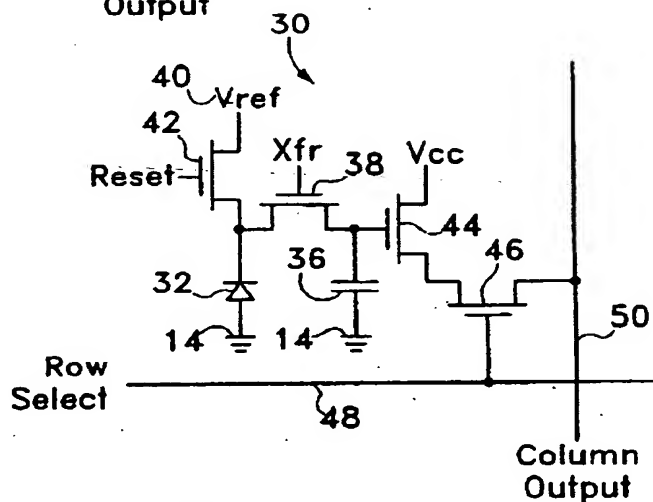 Output
30
40
Vref
42
Xfr
38
Vcc
Reset
44
32
36
46
14
14
50
Row
Select
48
Column
Output